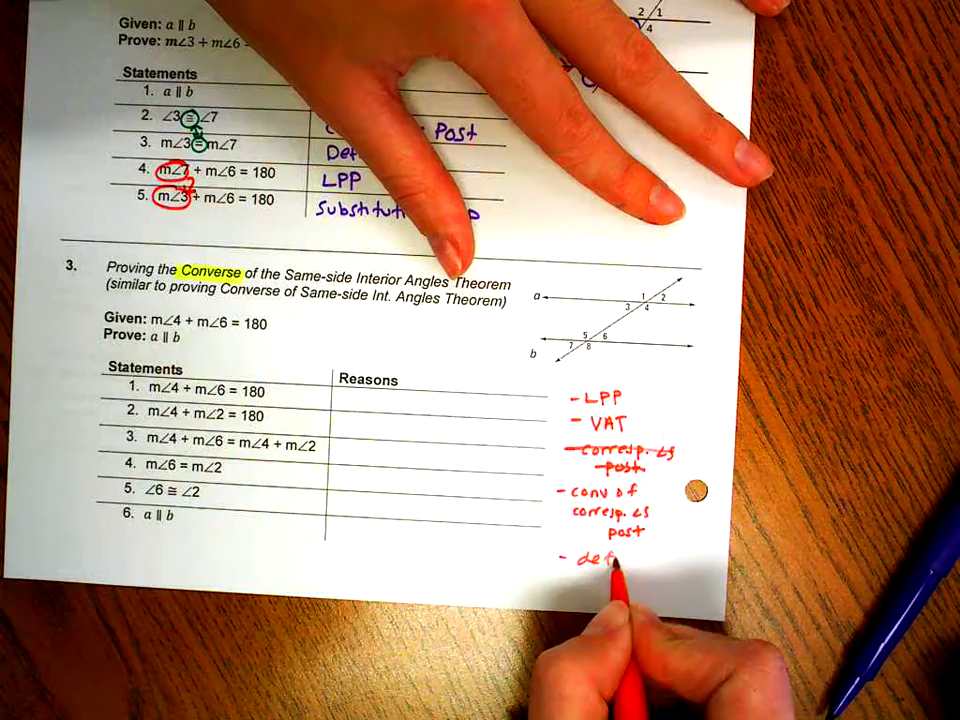 2 1
4
Given: a ∥ b
Prove: m∠3 + m∠6 =
Statements
1. a ∥ b
2. ∠3 ≅ ∠7
Post
3. m∠3 = m∠7
4. m∠7 + m∠6 = 180
LPP
5. m∠3 + m∠6 = 180
3. Proving the Converse of the Same-side Interior Angles Theorem
(similar to proving Converse of Same-side Int. Angles Theorem)
Given: m∠4 + m∠6 = 180
Prove: a ∥ b
a
1 2
3 4
5 6
7 8
b
Statements Reasons
1. m∠4 + m∠6 = 180
2. m∠4 + m∠2 = 180
3. m∠4 + m∠6 = m∠4 + m∠2
4. m∠6 = m∠2
5. ∠6 ≅ ∠2
6. a ∥ b
- LPP
- VAT
- corresp. ∠s
post.
- conv of
corresp. ∠s
post
- def